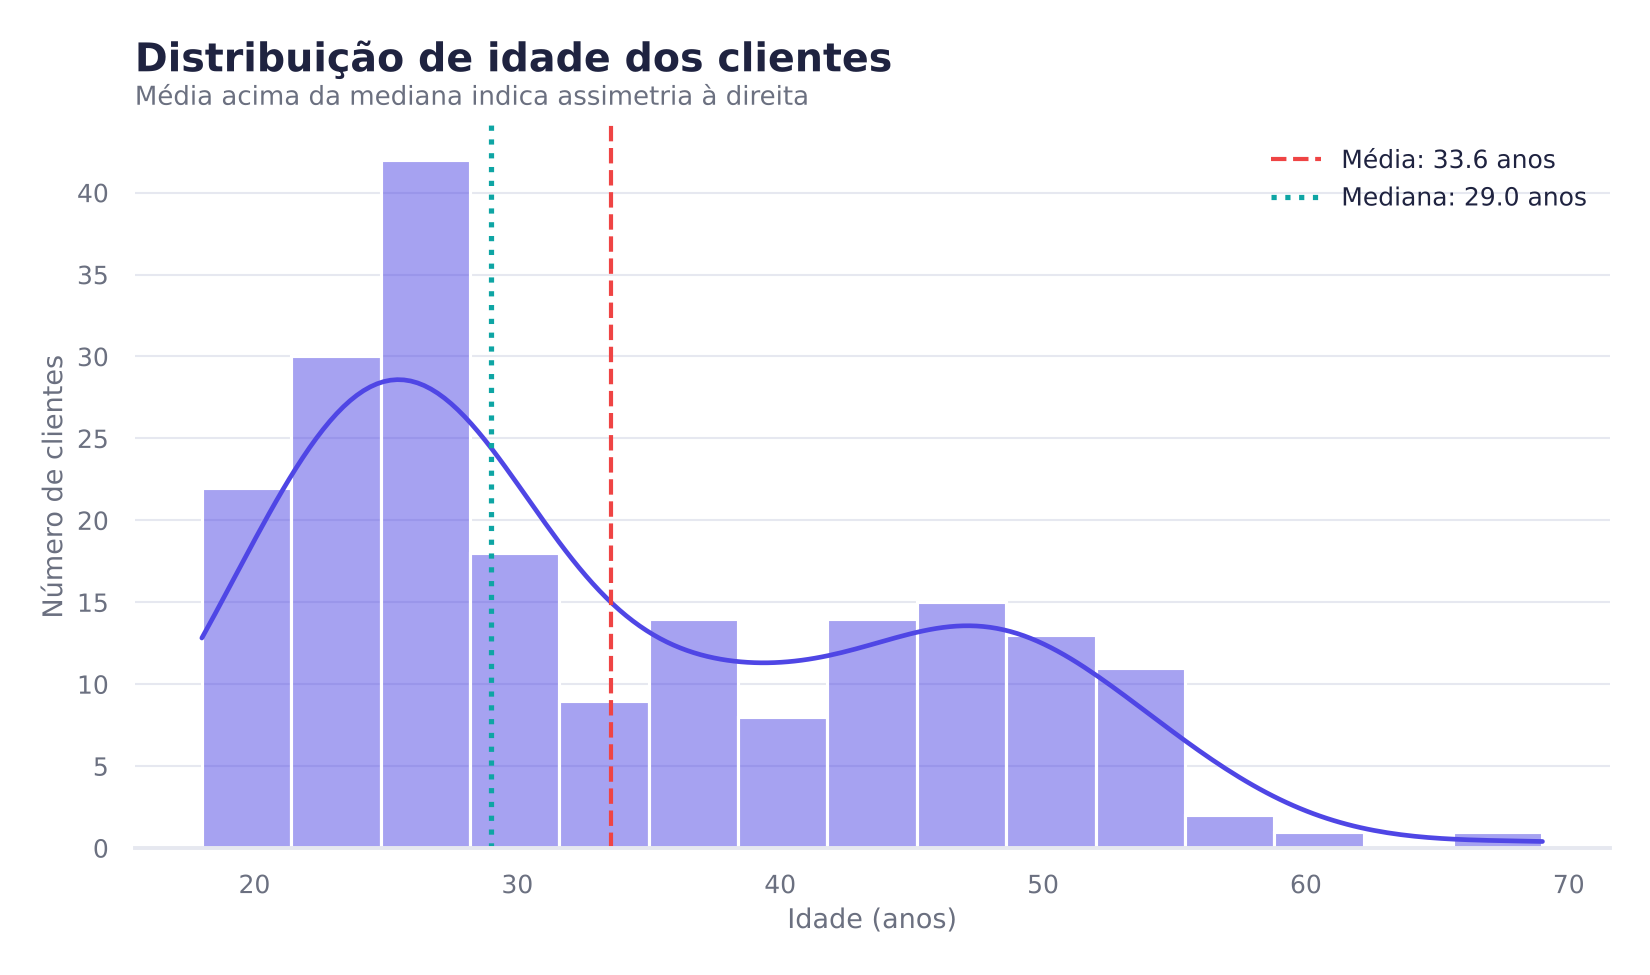 Distribuição de idade dos clientes
Média acima da mediana indica assimetria à direita
Média: 33.6 anos
Mediana: 29.0 anos
Número de clientes
40
35
30
25
20
15
10
5
0
20 30 40 50 60 70
Idade (anos)